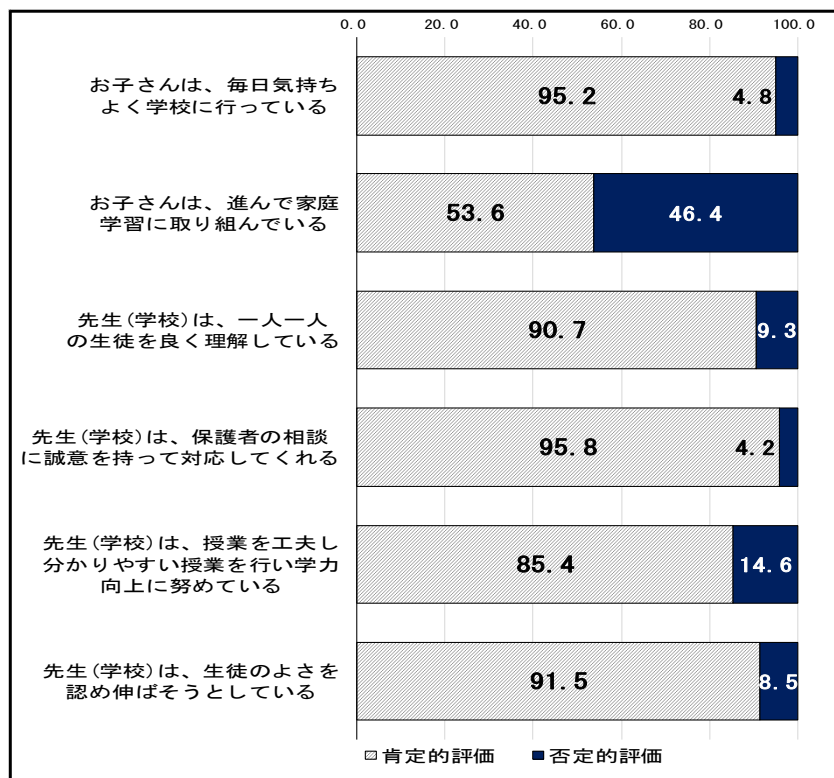 0.0 20.0 40.0 60.0 80.0 100.0
お子さんは、毎日気持ち
よく学校に行っている
95.2 4.8
お子さんは、進んで家庭
学習に取り組んでいる
53.6 46.4
先生(学校)は、一人一人
の生徒を良く理解している
90.7 9.3
先生(学校)は、保護者の相談
に誠意を持って対応してくれる
95.8 4.2
先生(学校)は、授業を工夫し
分かりやすい授業を行い学力
向上に努めている
85.4 14.6
先生(学校)は、生徒のよさを
認め伸ばそうとしている
91.5 8.5
肯定的評価 否定的評価